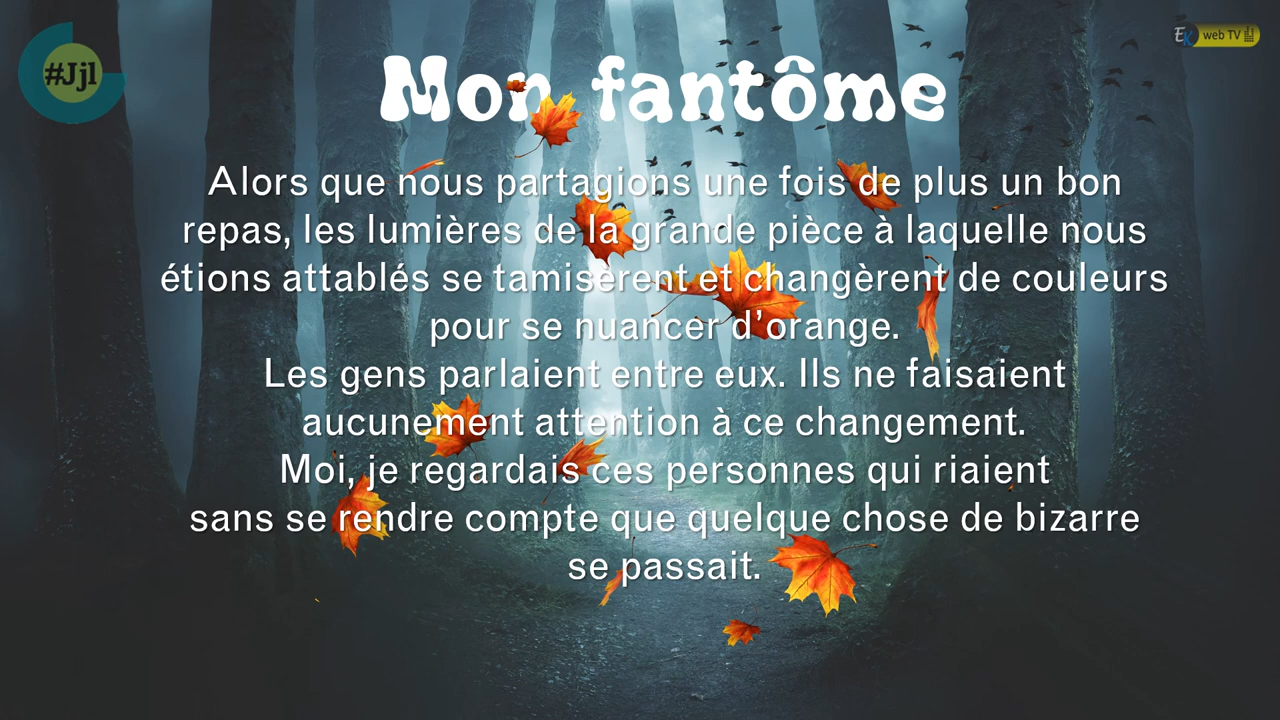 #Jjl
EK web TV
Mon fantôme
Alors que nous partagions une fois de plus un bon
repas, les lumières de la grande pièce à laquelle nous
étions attablés se tamisèrent et changèrent de couleurs
pour se nuancer d’orange.
Les gens parlaient entre eux. Ils ne faisaient
aucunement attention à ce changement.
Moi, je regardais ces personnes qui riaient
sans se rendre compte que quelque chose de bizarre
se passait.